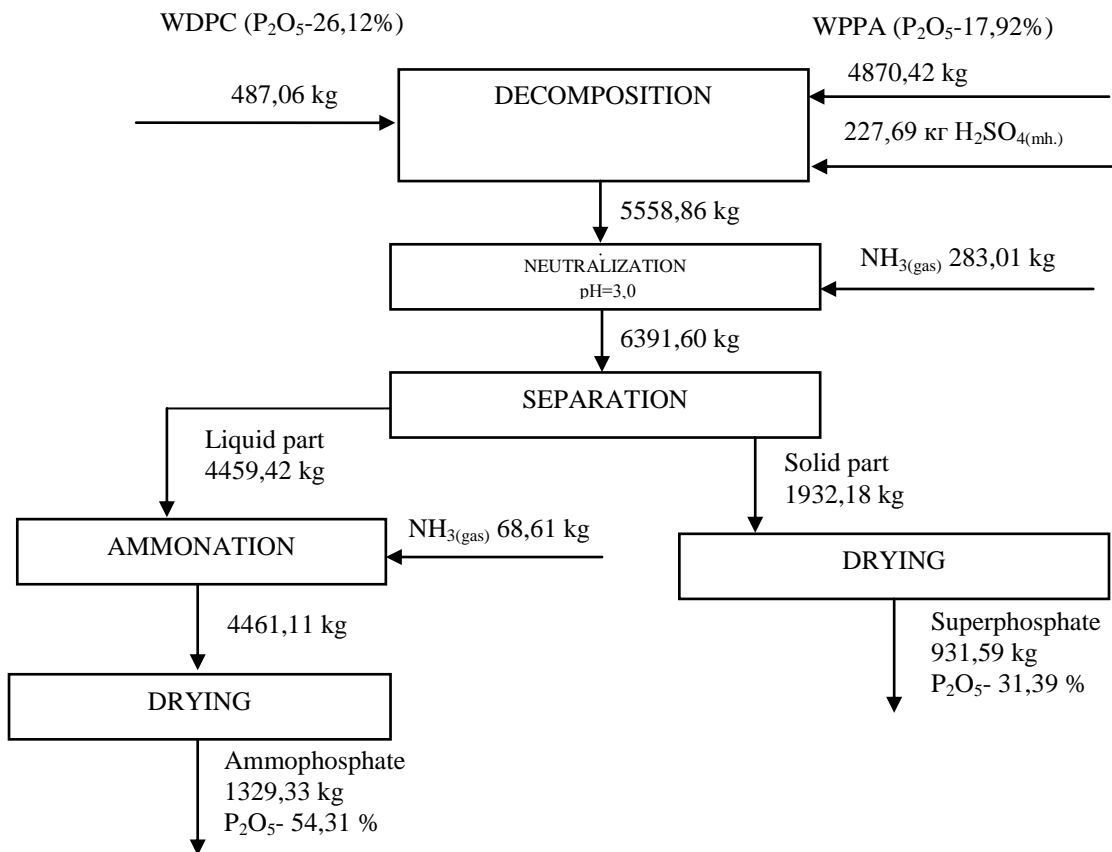 WDPC (P₂O₅-26,12%)
WPPA (P₂O₅-17,92%)
487,06 kg
DECOMPOSITION
4870,42 kg
227,69 кг H₂SO₄(mh.)
5558,86 kg
NEUTRALIZATION
pH=3,0
NH₃(gas) 283,01 kg
6391,60 kg
SEPARATION
Liquid part
4459,42 kg
Solid part
1932,18 kg
AMMONATION
NH₃(gas) 68,61 kg
DRYING
4461,11 kg
Superphosphate
931,59 kg
P₂O₅- 31,39 %
DRYING
Ammophosphate
1329,33 kg
P₂O₅- 54,31 %